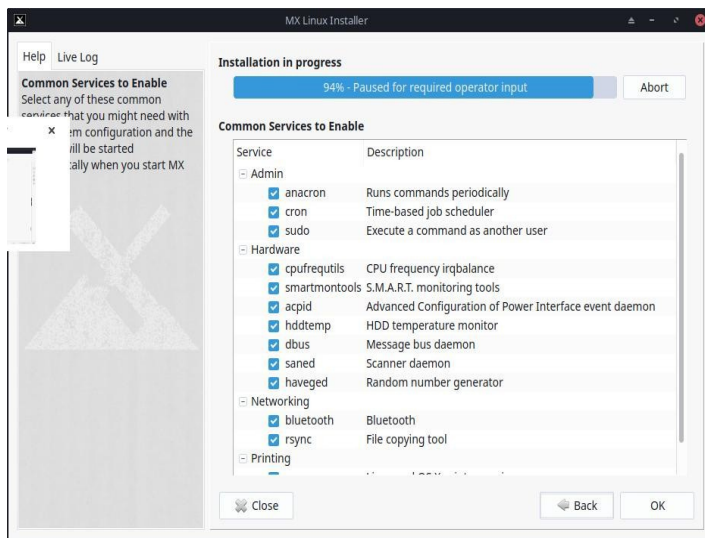 MX Linux Installer
Help Live Log
Common Services to Enable
Select any of these common
services that you might need with
em configuration and the
ill be started
cally when you start MX
x
Installation in progress
94% - Paused for required operator input
Abort
Common Services to Enable
Service Description
Admin
anacron Runs commands periodically
cron Time-based job scheduler
sudo Execute a command as another user
Hardware
cpufrequtils CPU frequency irqbalance
smartmontools S.M.A.R.T. monitoring tools
acpid Advanced Configuration of Power Interface event daemon
hddtemp HDD temperature monitor
dbus Message bus daemon
saned Scanner daemon
haveged Random number generator
Networking
bluetooth Bluetooth
rsync File copying tool
Printing
Close Back OK